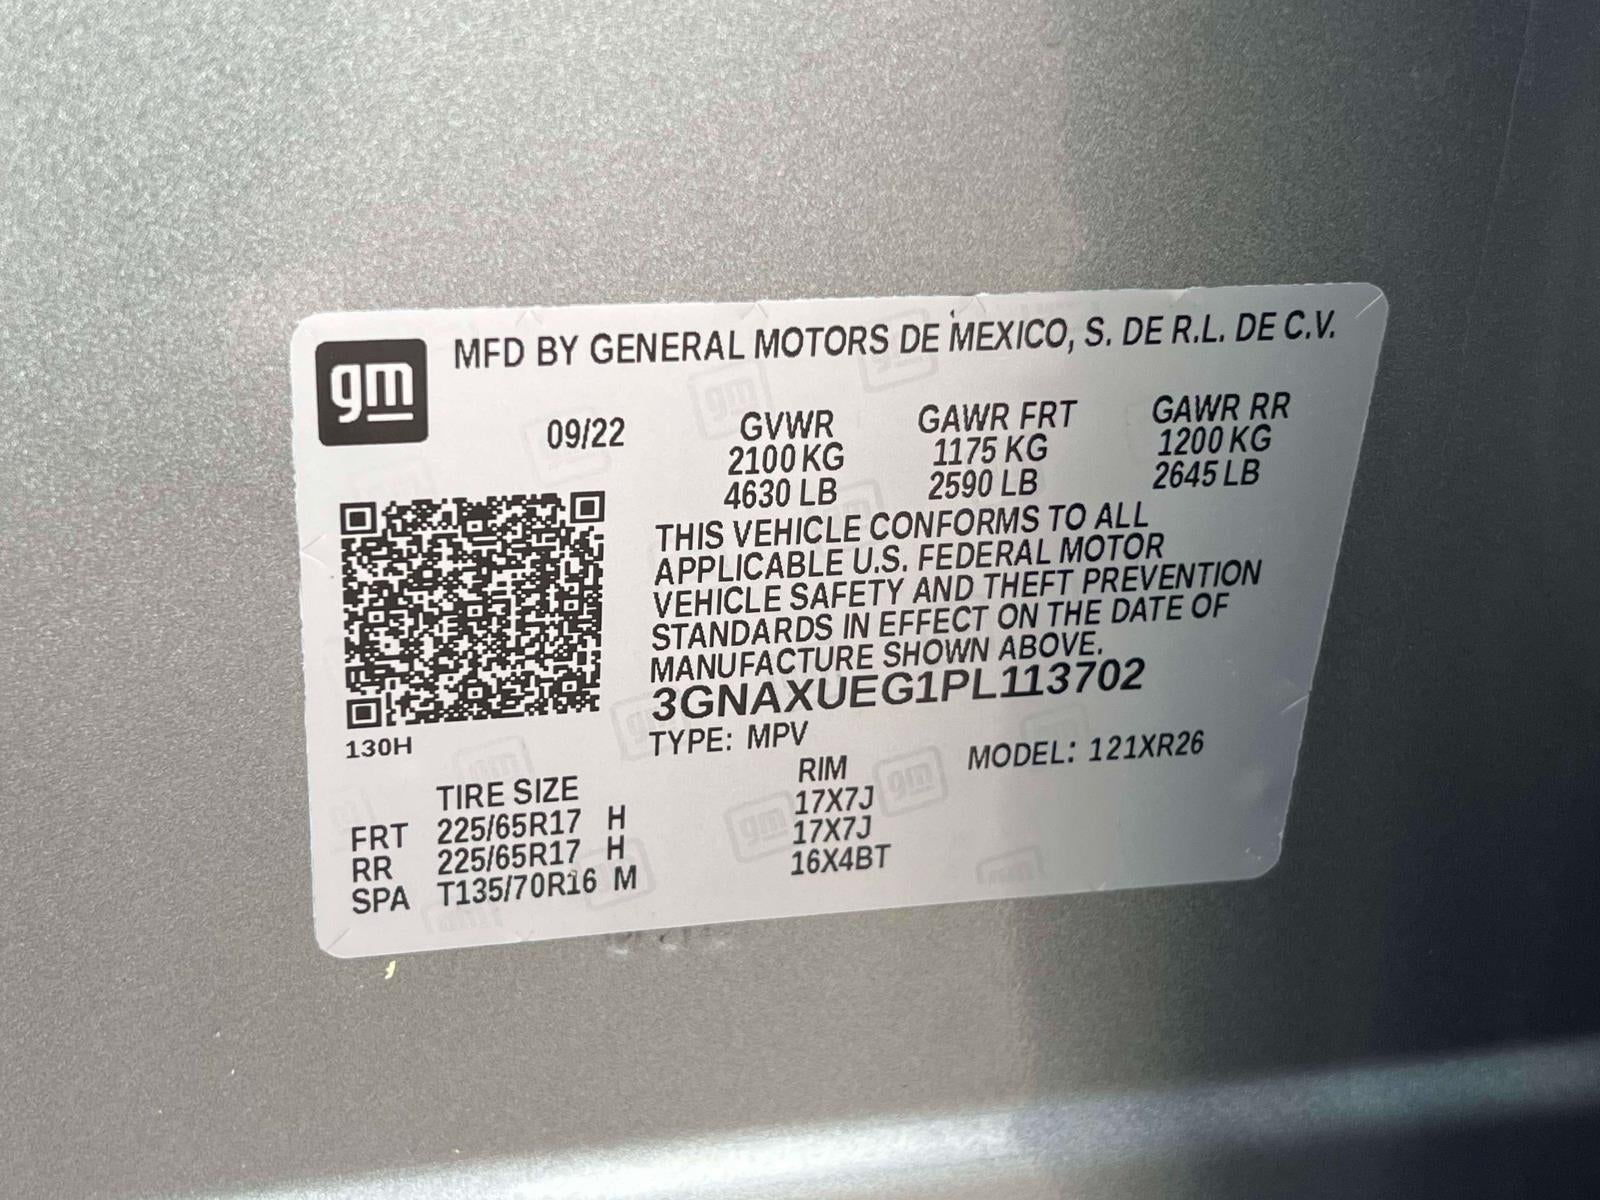 gm
MFD BY GENERAL MOTORS DE MEXICO, S. DE R.L. DE C.V.
09/22 GVWR GAWR FRT GAWR RR
2100 KG 1175 KG 1200 KG
4630 LB 2590 LB 2645 LB
THIS VEHICLE CONFORMS TO ALL
APPLICABLE U.S. FEDERAL MOTOR
VEHICLE SAFETY AND THEFT PREVENTION
STANDARDS IN EFFECT ON THE DATE OF
MANUFACTURE SHOWN ABOVE.
3GNAXUEG1PL113702
130H
TYPE: MPV MODEL: 121XR26
TIRE SIZE RIM
FRT 225/65R17 H 17X7J
RR 225/65R17 H 17X7J
SPA T135/70R16 M 16X4BT